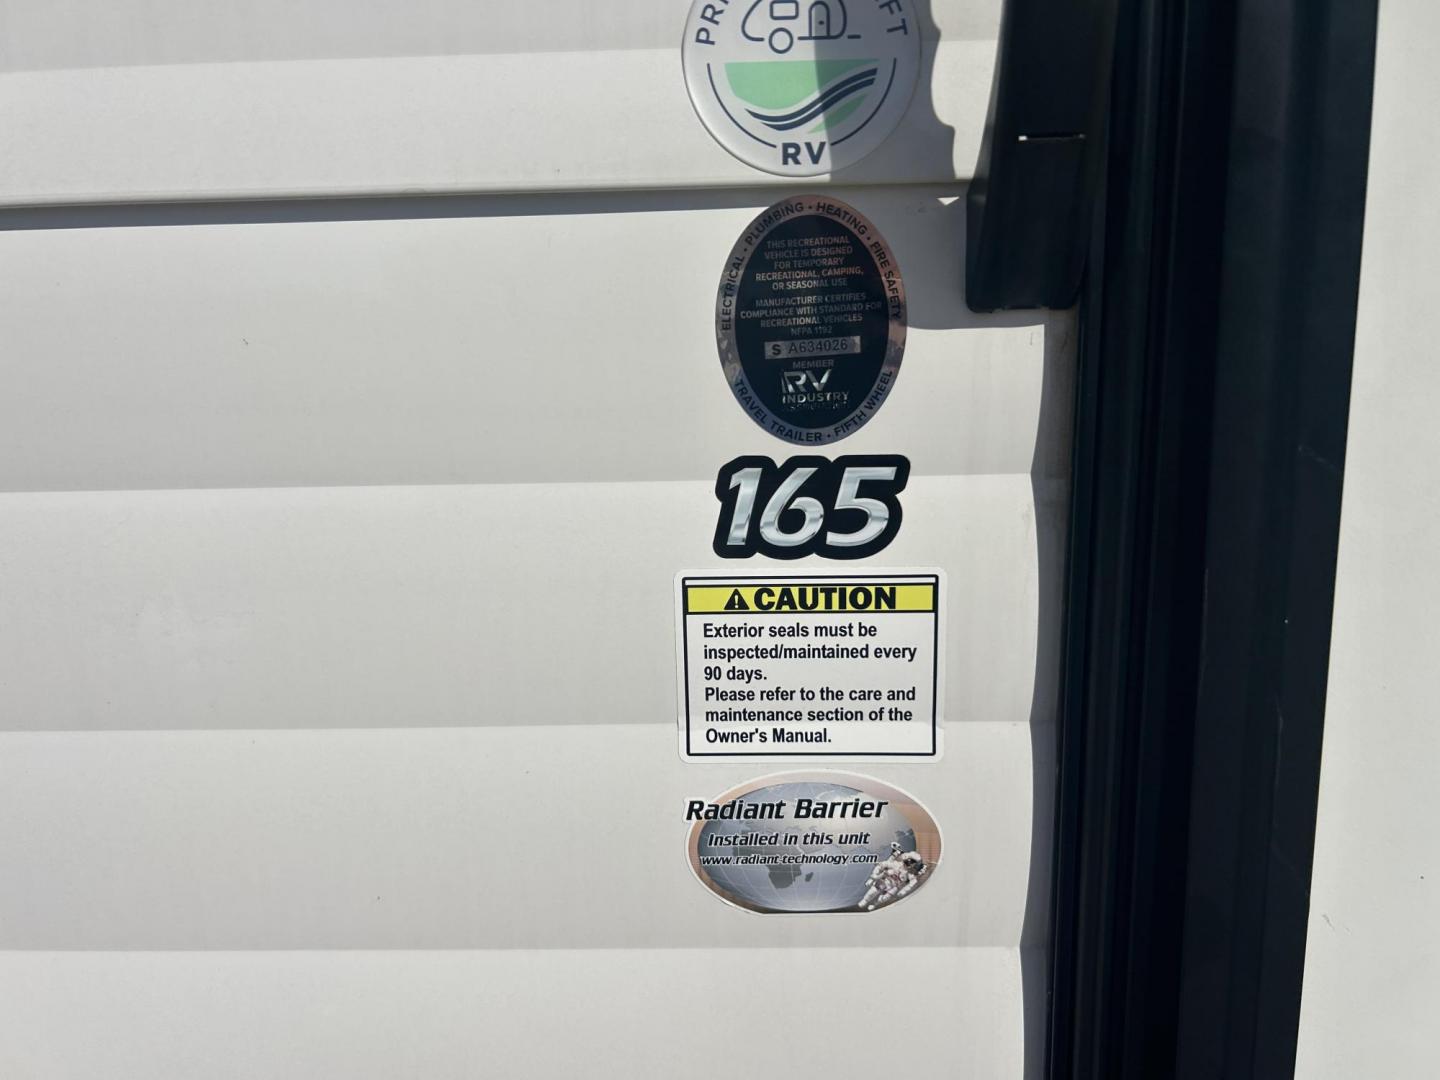 RV
ELECTRICAL • PLUMBING • HEATING • FIRE SAFETY
THIS RECREATIONAL
VEHICLE IS DESIGNED
FOR TEMPORARY
RECREATIONAL, CAMPING,
OR SEASONAL USE
MANUFACTURER CERTIFIES
COMPLIANCE WITH STANDARD FOR
RECREATIONAL VEHICLES
NFPA 1192
S A634026
MEMBER
RV
INDUSTRY
TRAVEL TRAILER • FIFTH WHEEL
165
CAUTION
Exterior seals must be
inspected/maintained every
90 days.
Please refer to the care and
maintenance section of the
Owner's Manual.
Radiant Barrier
Installed in this unit
www.radiant-technology.com